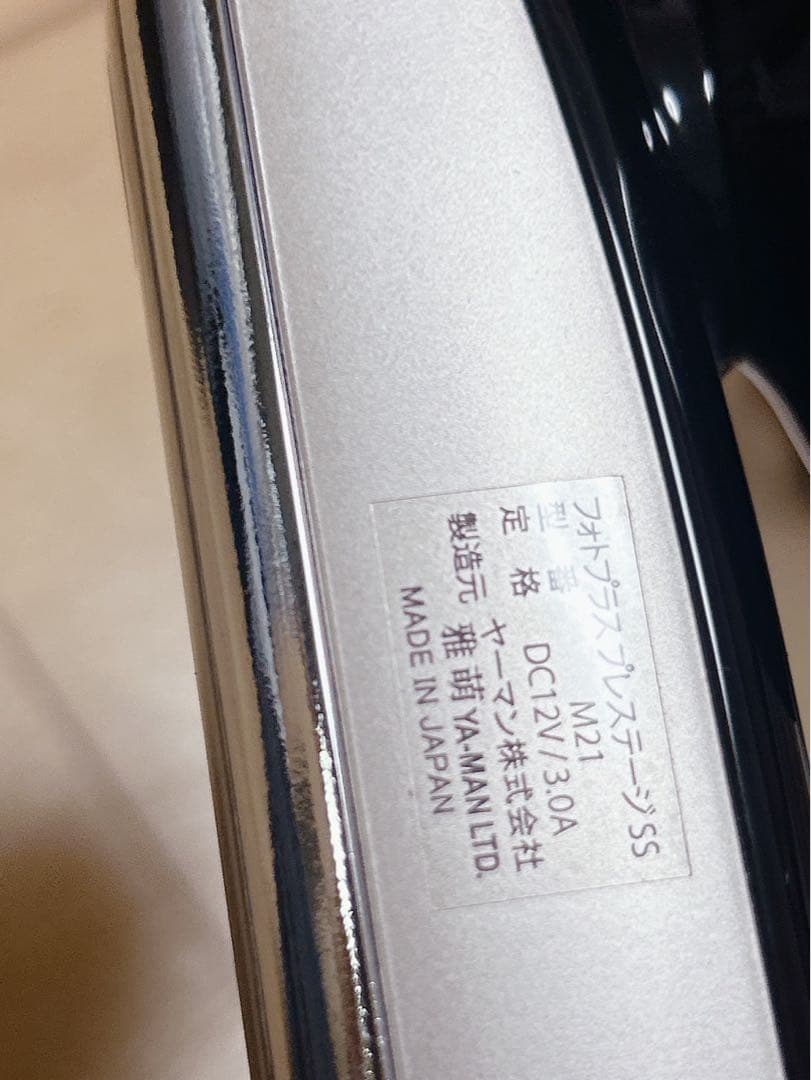 フォトプラス プレステージ SS
型 番 M21
定 格 DC12V / 3.0A
製造元 ヤーマン株式会社
雅 萌 YA-MAN LTD.
MADE IN JAPAN